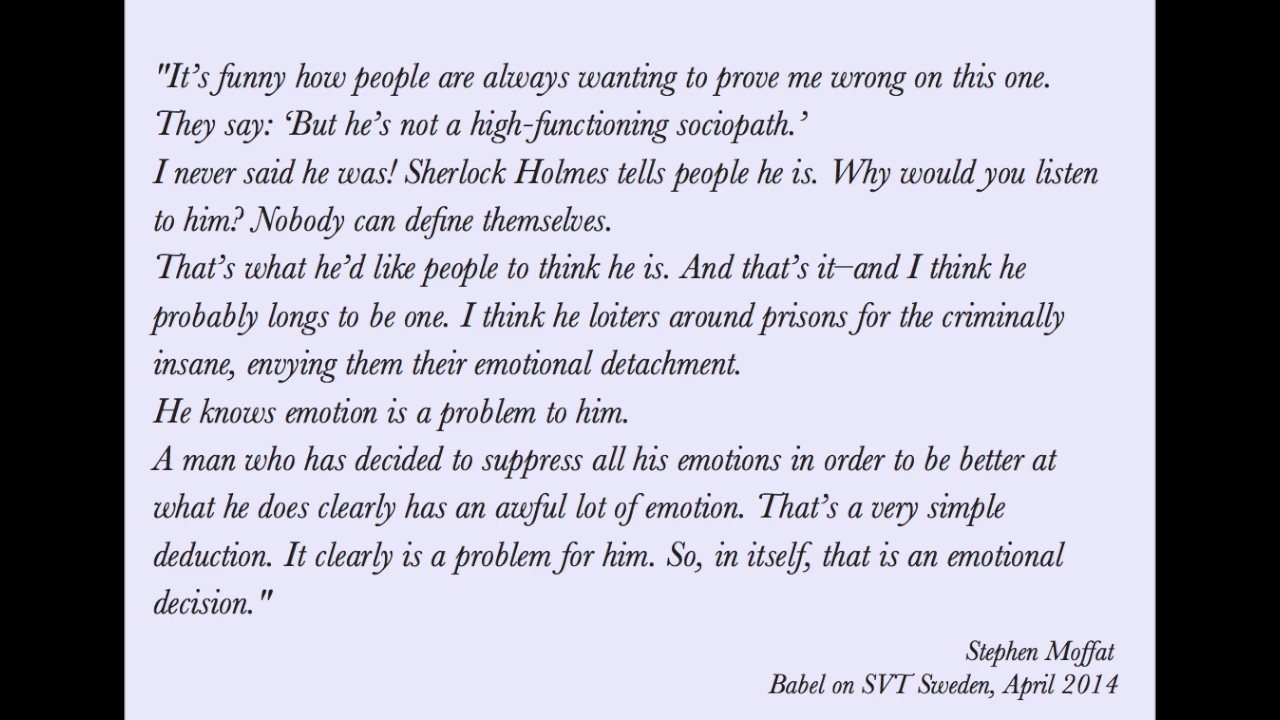 "It’s funny how people are always wanting to prove me wrong on this one.
They say: ‘But he’s not a high-functioning sociopath.’
I never said he was! Sherlock Holmes tells people he is. Why would you listen
to him? Nobody can define themselves.
That’s what he’d like people to think he is. And that’s it—and I think he
probably longs to be one. I think he loiters around prisons for the criminally
insane, envying them their emotional detachment.
He knows emotion is a problem to him.
A man who has decided to suppress all his emotions in order to be better at
what he does clearly has an awful lot of emotion. That’s a very simple
deduction. It clearly is a problem for him. So, in itself, that is an emotional
decision."
Stephen Moffat
Babel on SVT Sweden, April 2014